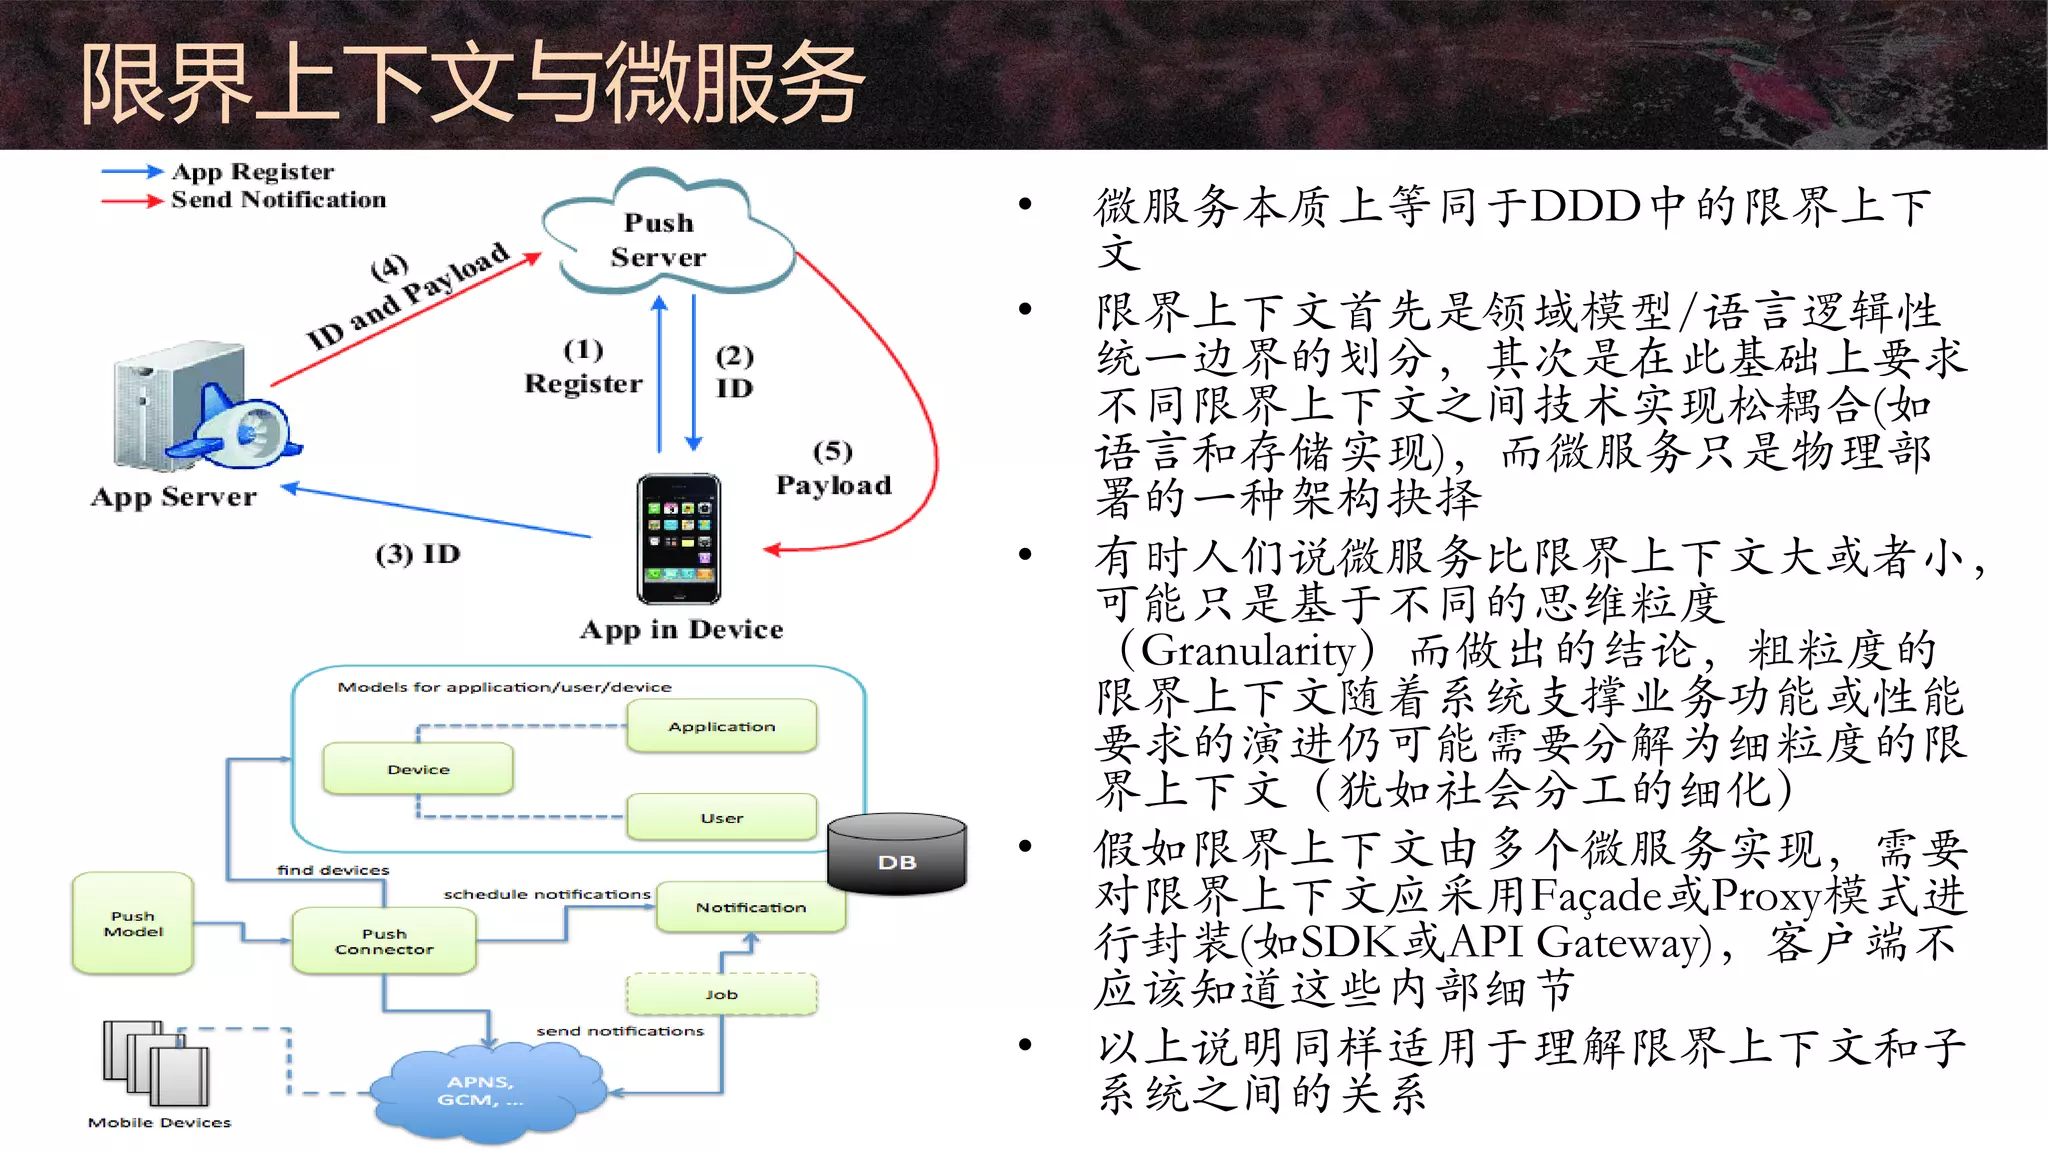 限界上下文与微服务
App Register
Send Notification
Push
Server
(4)
ID and Payload
(1)
Register
(2)
ID
(5)
Payload
App Server
(3) ID
App in Device
Models for application/user/device
Application
Device
User
DB
find devices
schedule notifications
Notification
Push
Model
Push
Connector
Job
send notifications
APNS,
GCM, ...
Mobile Devices
• 微服务本质上等同于DDD中的限界上下
文
• 限界上下文首先是领域模型/语言逻辑性
统一边界的划分，其次是在此基础上要求
不同限界上下文之间技术实现松耦合(如
语言和存储实现)，而微服务只是物理部
署的一种架构抉择
• 有时人们说微服务比限界上下文大或者小，
可能只是基于不同的思维粒度
（Granularity）而做出的结论，粗粒度的
限界上下文随着系统支撑业务功能或性能
要求的演进仍可能需要分解为细粒度的限
界上下文（犹如社会分工的细化）
• 假如限界上下文由多个微服务实现，需要
对限界上下文应采用Façade或Proxy模式进
行封装(如SDK或API Gateway)，客户端不
应该知道这些内部细节
• 以上说明同样适用于理解限界上下文和子
系统之间的关系